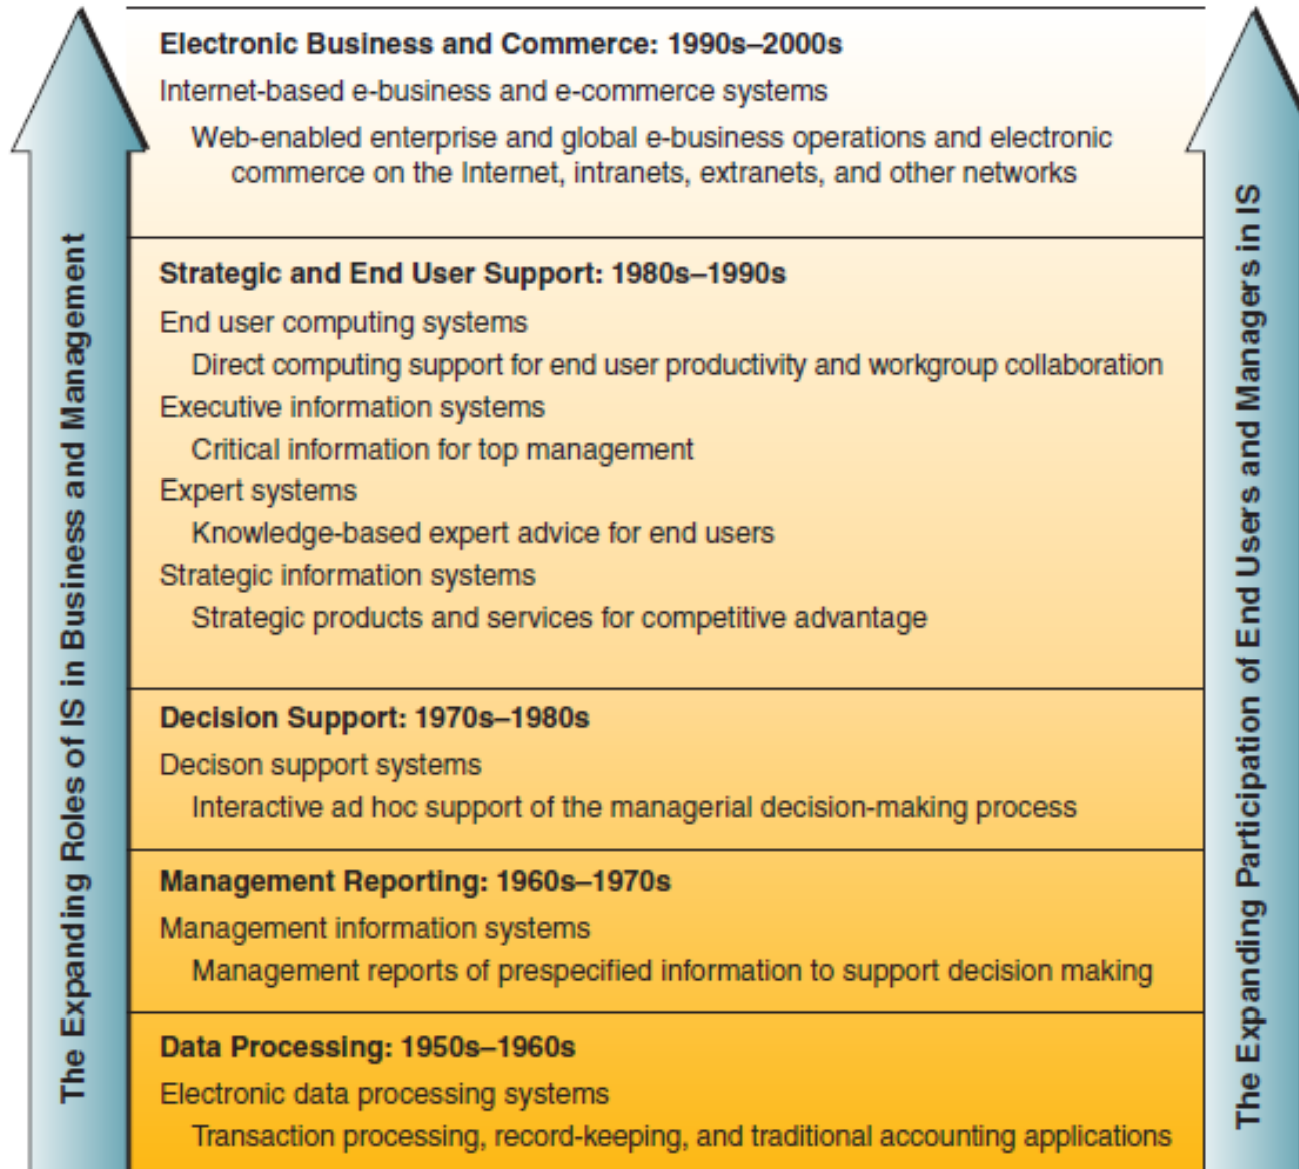 The Expanding Roles of IS in Business and Management
Electronic Business and Commerce: 1990s–2000s
Internet-based e-business and e-commerce systems
Web-enabled enterprise and global e-business operations and electronic
commerce on the Internet, intranets, extranets, and other networks
Strategic and End User Support: 1980s–1990s
End user computing systems
Direct computing support for end user productivity and workgroup collaboration
Executive information systems
Critical information for top management
Expert systems
Knowledge-based expert advice for end users
Strategic information systems
Strategic products and services for competitive advantage
Decision Support: 1970s–1980s
Decison support systems
Interactive ad hoc support of the managerial decision-making process
Management Reporting: 1960s–1970s
Management information systems
Management reports of prespecified information to support decision making
Data Processing: 1950s–1960s
Electronic data processing systems
Transaction processing, record-keeping, and traditional accounting applications
The Expanding Participation of End Users and Managers in IS